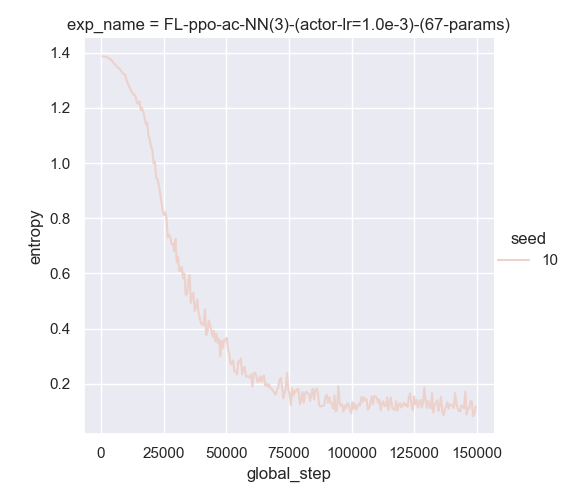 exp_name = FL-ppo-ac-NN(3)-(actor-lr=1.0e-3)-(67-params)
1.4
1.2
1.0
0.8
0.6
0.4
0.2
entropy
seed
10
0 25000 50000 75000 100000 125000 150000
global_step